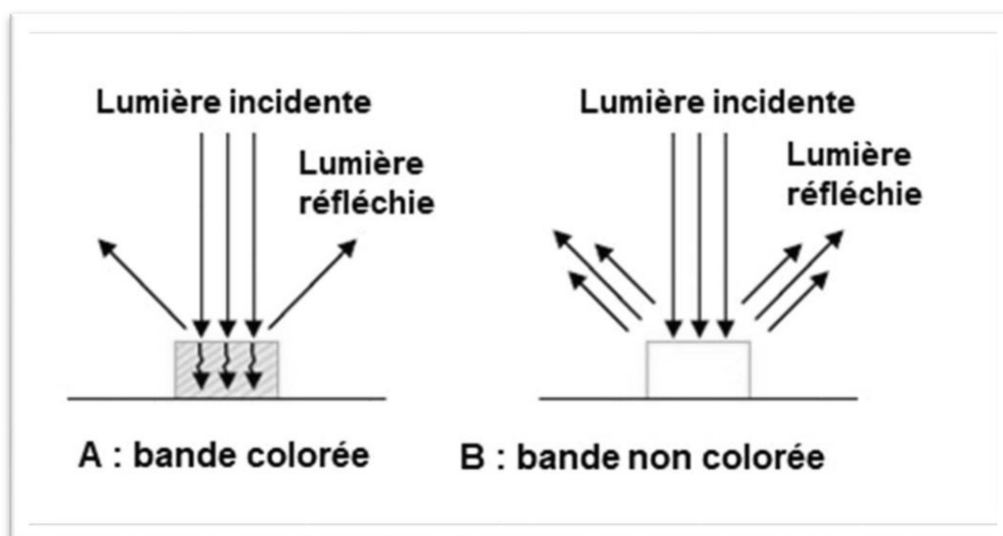 Lumière incidente
Lumière
réfléchie
A : bande colorée
Lumière incidente
Lumière
réfléchie
B : bande non colorée